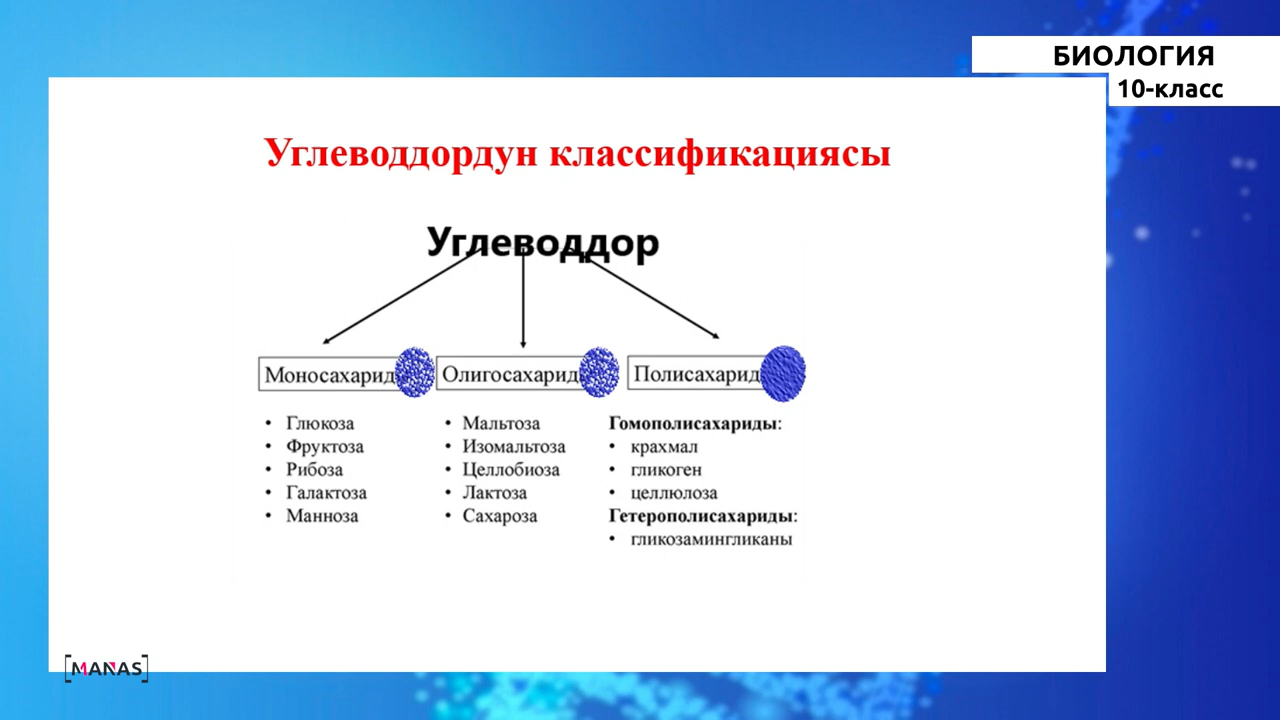 БИОЛОГИЯ
10-класс
Углеводдордун классификациясы
Углеводдор
Моносахарид
Олигосахарид
Полисахарид
• Глюкоза
• Фруктоза
• Рибоза
• Галактоза
• Манноза
• Мальтоза
• Изомальтоза
• Целлобиоза
• Лактоза
• Сахароза
Гомополисахариды:
• крахмал
• гликоген
• целлюлоза
Гетерополисахариды:
• гликозамингликаны
[MANAS]